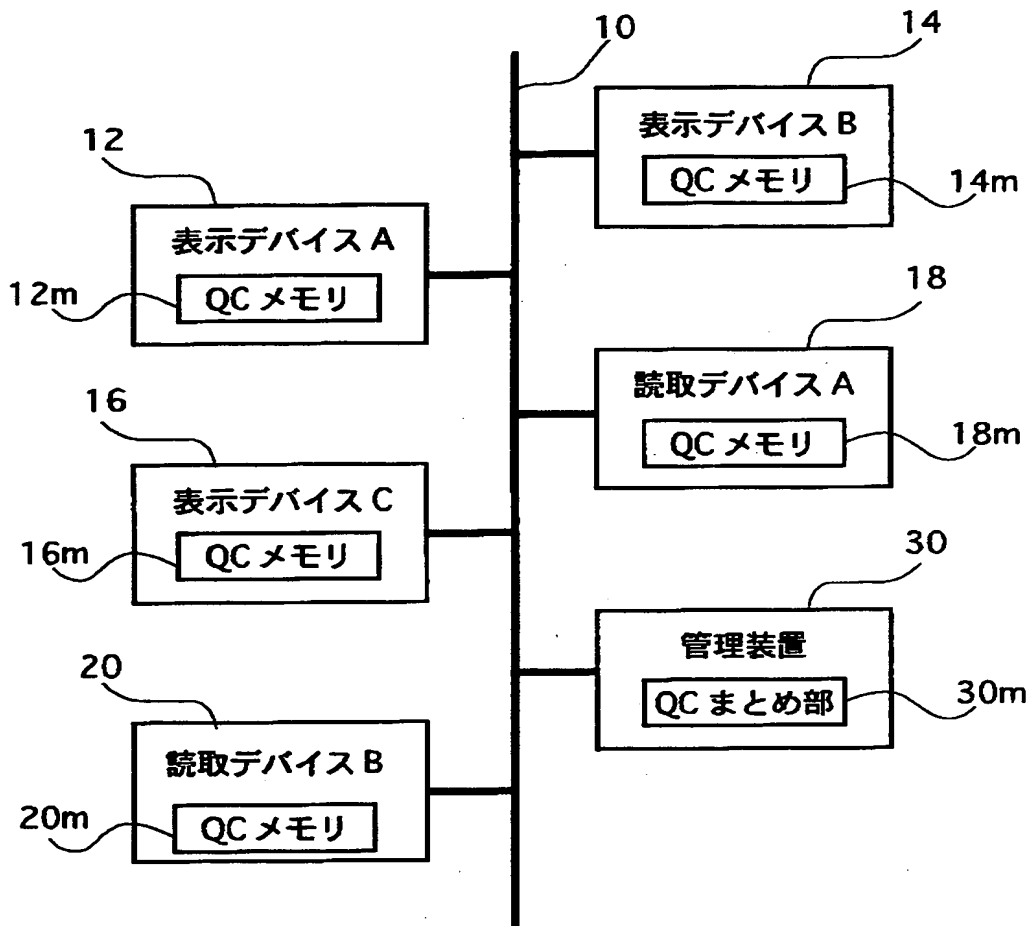 10
14
表示デバイス B
QC メモリ
14m
12
表示デバイス A
QC メモリ
12m
18
読取デバイス A
QC メモリ
18m
16
表示デバイス C
QC メモリ
16m
30
管理装置
QC まとめ部
30m
20
読取デバイス B
QC メモリ
20m